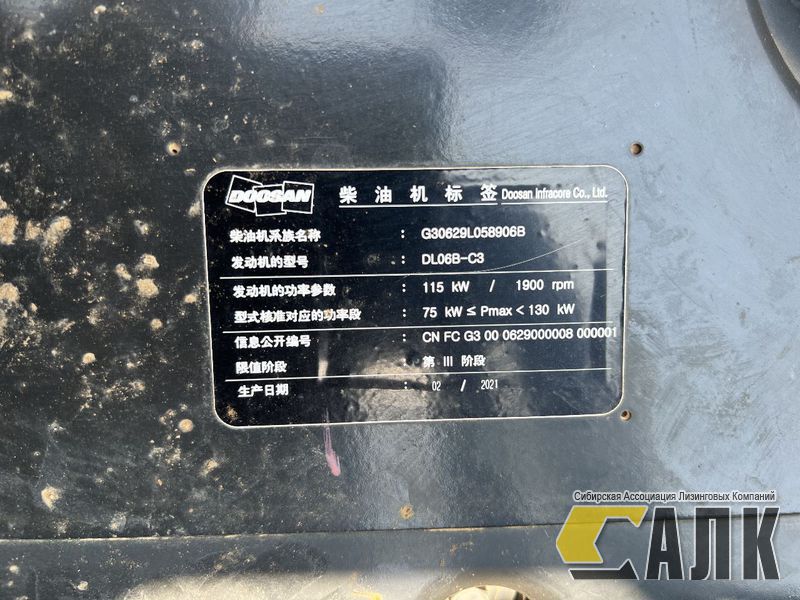 DOOSAN 柴油机标签 Doosan Infracore Co., Ltd.
柴油机系族名称 : G30629L058906B
发动机的型号 : DL06B-C3
发动机的功率参数 : 115 kW / 1900 rpm
型式核准对应的功率段 : 75 kW ≤ Pmax < 130 kW
信息公开编号 : CN FC G3 00 0629000008 000001
限值阶段 : 第 III 阶段
生产日期 : 02 / 2021
Сибирская Ассоциация Лизинговых Компаний
САЛК